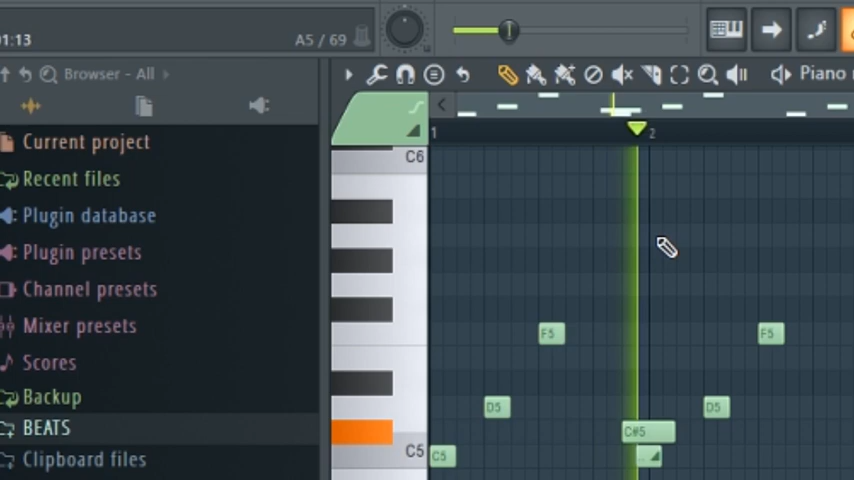 1:13
A5 / 69
Browser - All
Piano
1
2
Current project
Recent files
Plugin database
Plugin presets
Channel presets
Mixer presets
Scores
Backup
BEATS
Clipboard files
C6
F5
F5
D5
D5
C#5
C5
C5